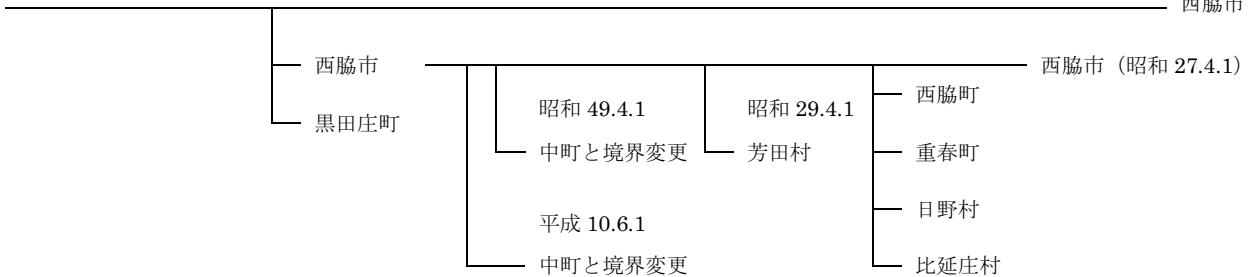 西脇市
西脇市
西脇市（昭和 27.4.1）
西脇町
昭和 49.4.1
昭和 29.4.1
黒田庄町
中町と境界変更
芳田村
重春町
日野村
平成 10.6.1
中町と境界変更
比延庄村